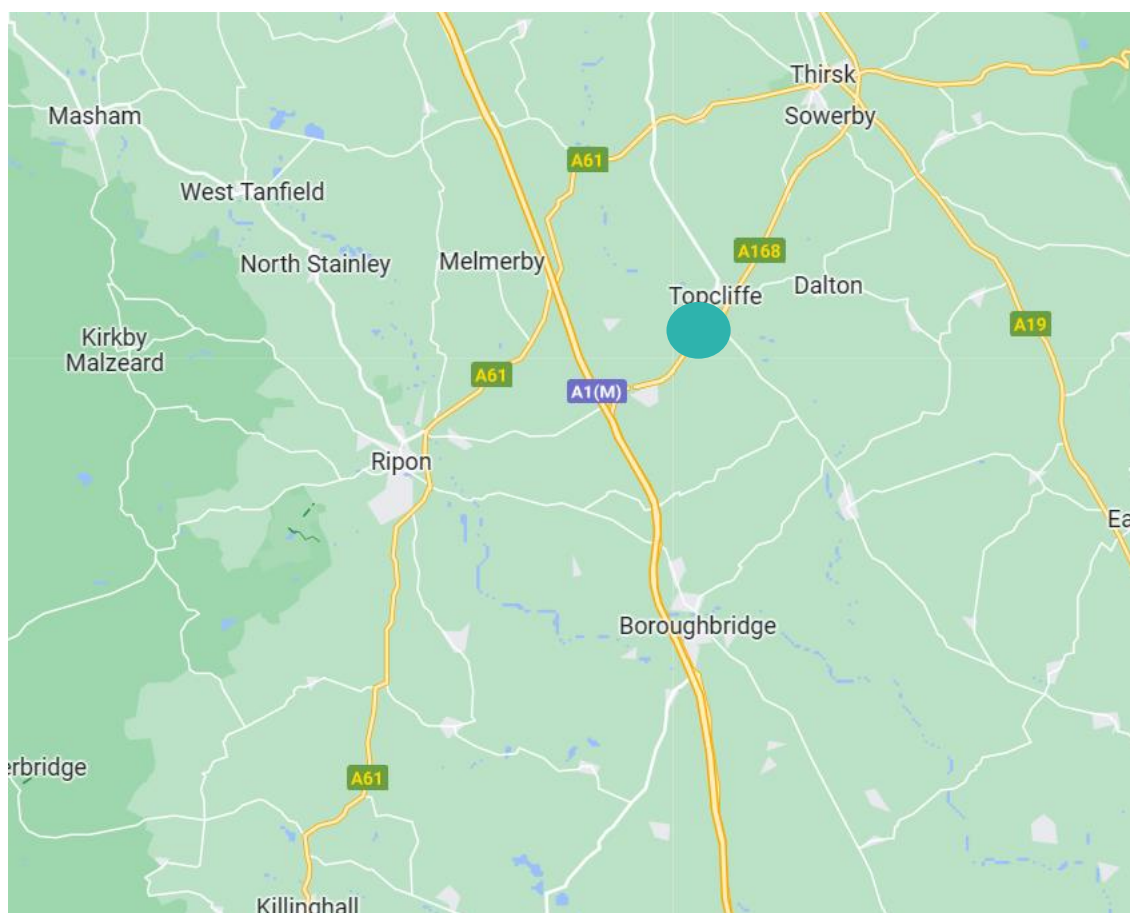 Thirsk
Masham
Sowerby
A61
West Tanfield
A168
North Stainley
Melmerby
Topcliffe
Dalton
Kirkby
Malzeard
A19
A61
A1(M)
Ripon
Ea
Boroughbridge
erbridge
A61
Killinghall